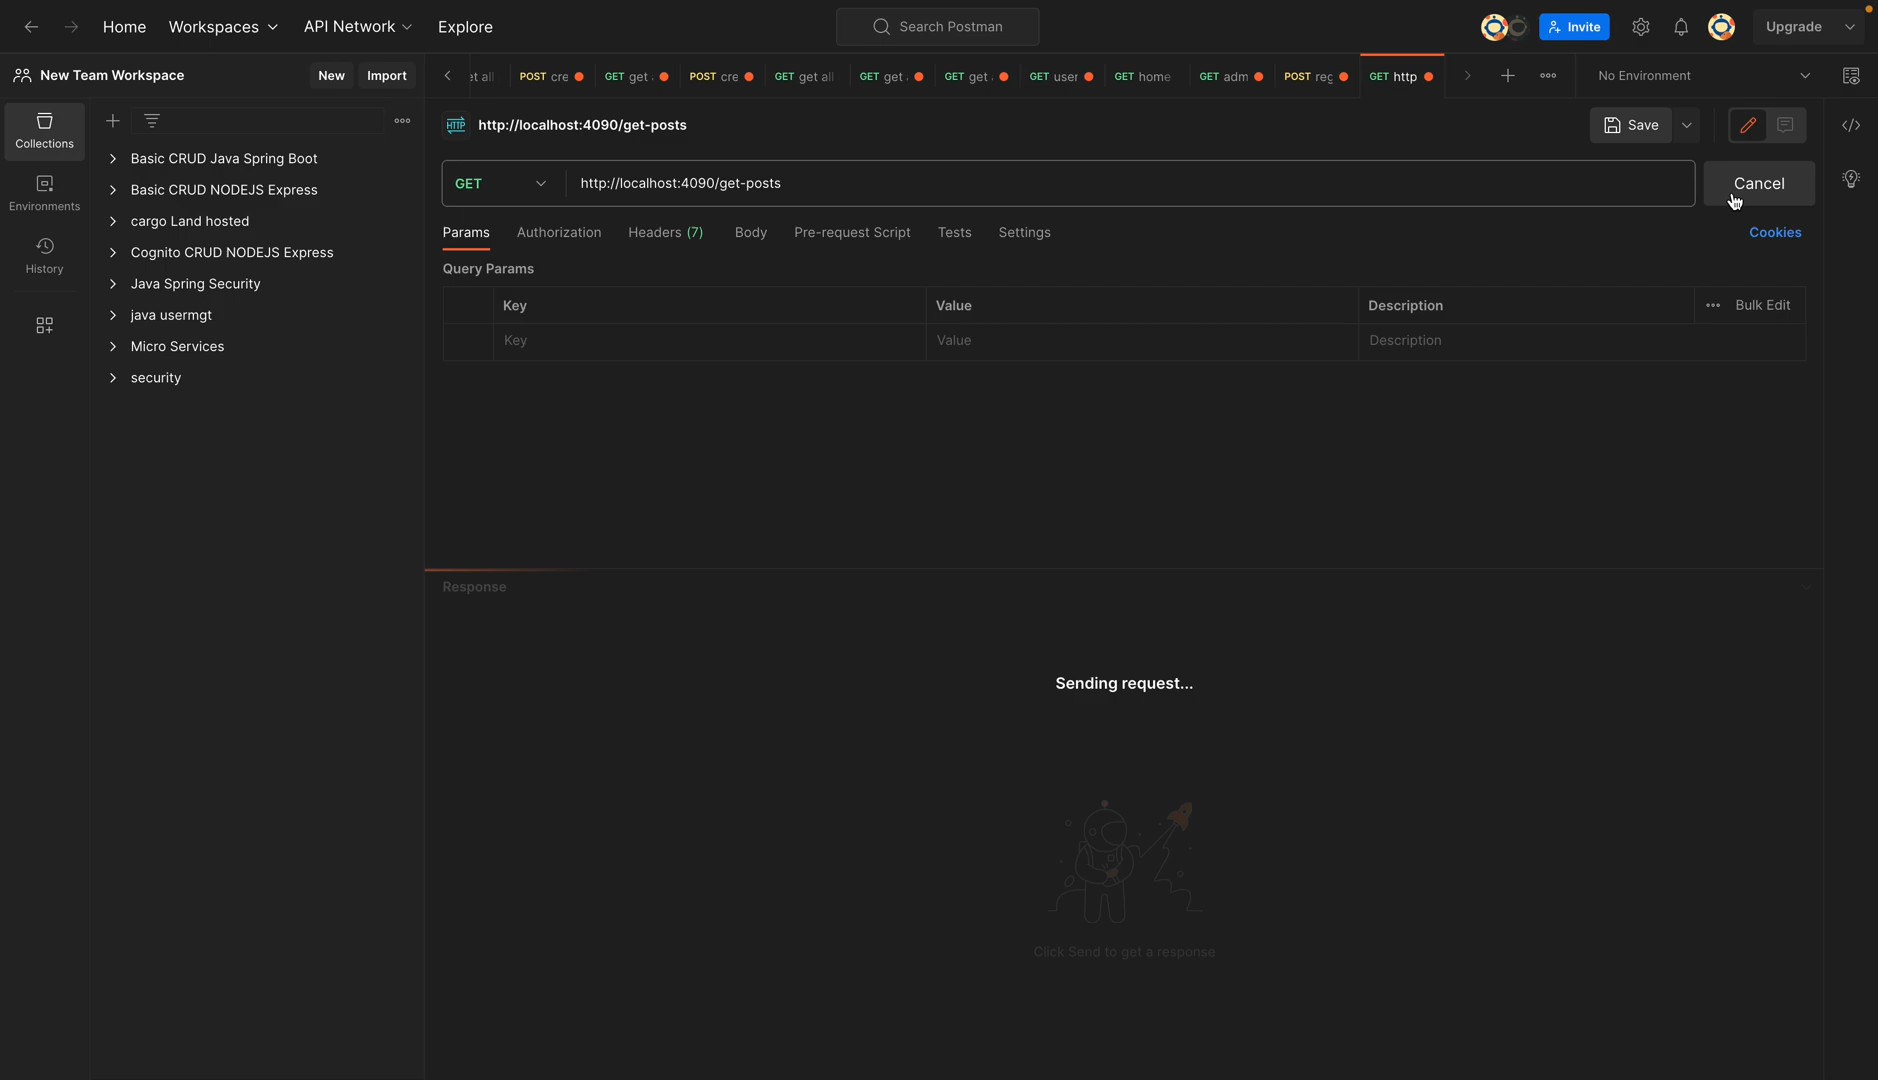 Home
Workspaces
API Network
Explore
Search Postman
Invite
Upgrade
New Team Workspace
New
Import
et all
POST cre
GET get
POST cre
GET get all
GET get
GET get
GET user
GET home
GET adm
POST reg
GET http
No Environment
Collections
Environments
History
Basic CRUD Java Spring Boot
Basic CRUD NODEJS Express
cargo Land hosted
Cognito CRUD NODEJS Express
Java Spring Security
java usermgt
Micro Services
security
HTTP
http://localhost:4090/get-posts
Save
GET
http://localhost:4090/get-posts
Cancel
Params
Authorization
Headers (7)
Body
Pre-request Script
Tests
Settings
Cookies
Query Params
Key
Value
Description
Bulk Edit
Key
Value
Description
Response
Sending request...
Click Send to get a response